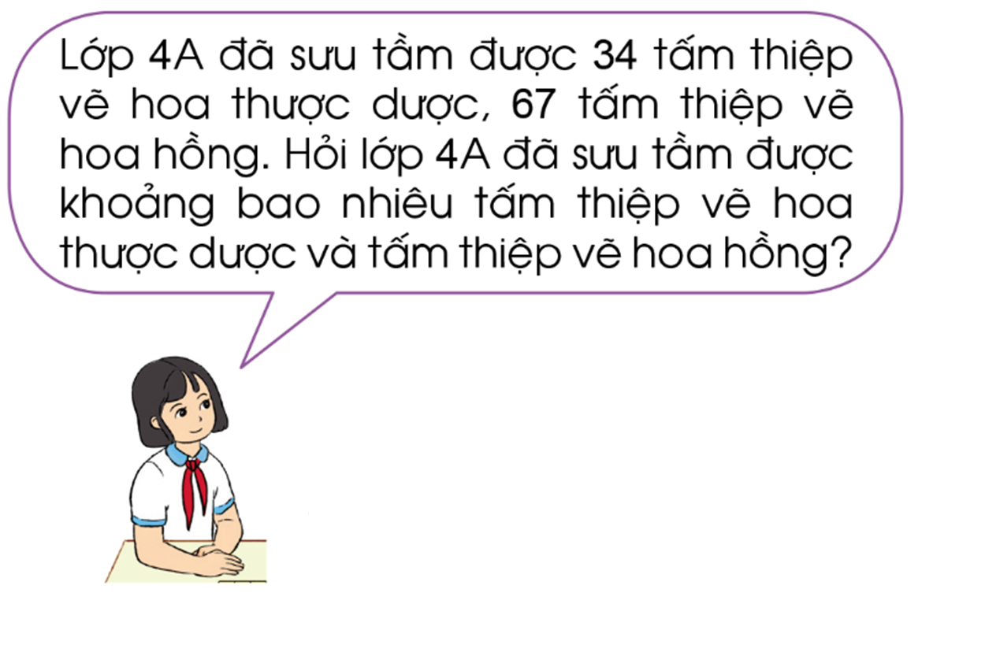 Lớp 4A đã sưu tầm được 34 tấm thiệp
vẽ hoa thược dược, 67 tấm thiệp vẽ
hoa hồng. Hỏi lớp 4A đã sưu tầm được
khoảng bao nhiêu tấm thiệp vẽ hoa
thược dược và tấm thiệp vẽ hoa hồng?